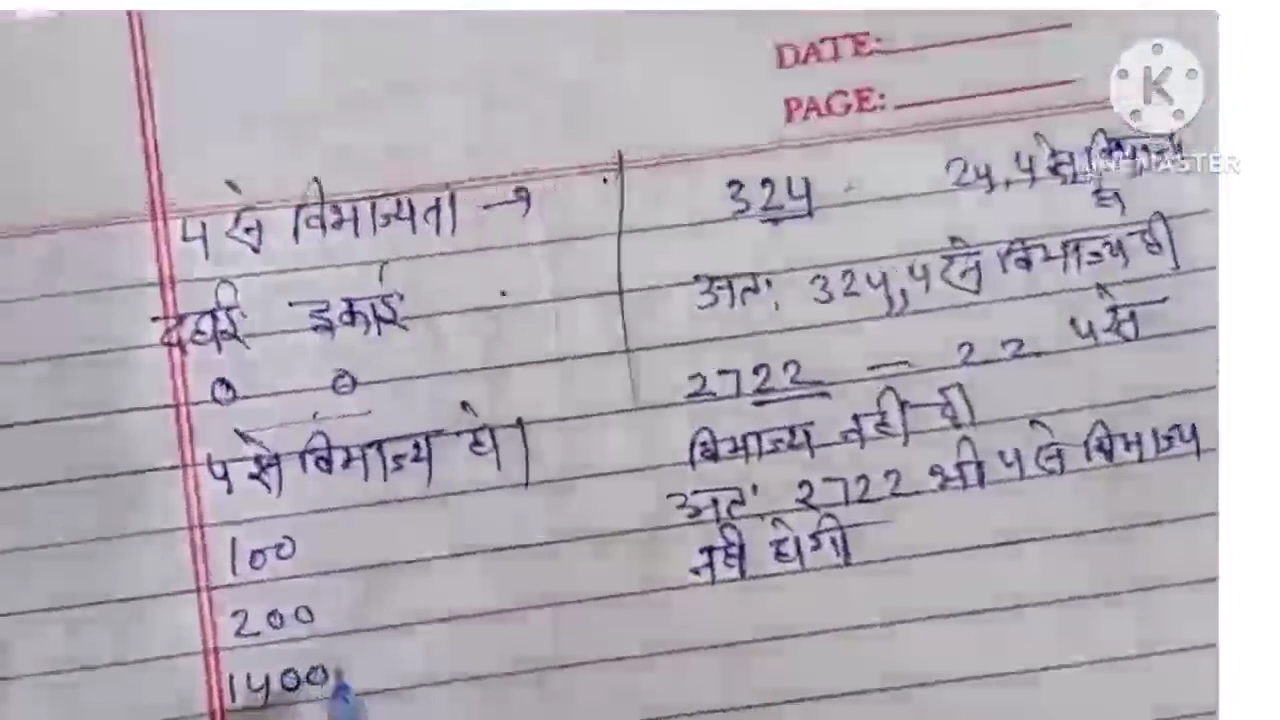 DATE:
PAGE:
4 से विभाज्यता →
दहाई इकाई
0 0
4 से विभाज्य हो।
100
200
1400
324 24, 4 से विभाज्य है
अतः 324, 4 से विभाज्य है
2722 — 22 4 से
विभाज्य नही है।
अतः 2722 भी 4 से विभाज्य
नही होगी
K